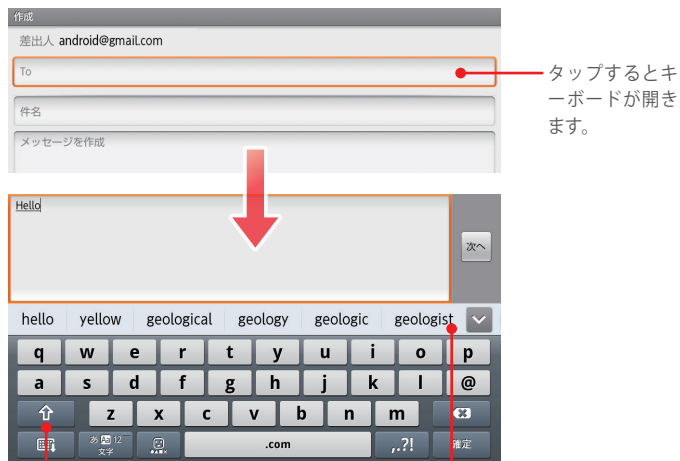 作成
差出人 android@gmail.com
To
件名
メッセージを作成
タップするとキ
ーボードが開き
ます。
Hello
次へ
hello yellow geological geology geologic geologist
q w e r t y u i o p
a s d f g h j k l @
z x c v b n m
あ Aa 12
文字
.com
,.?!
確定